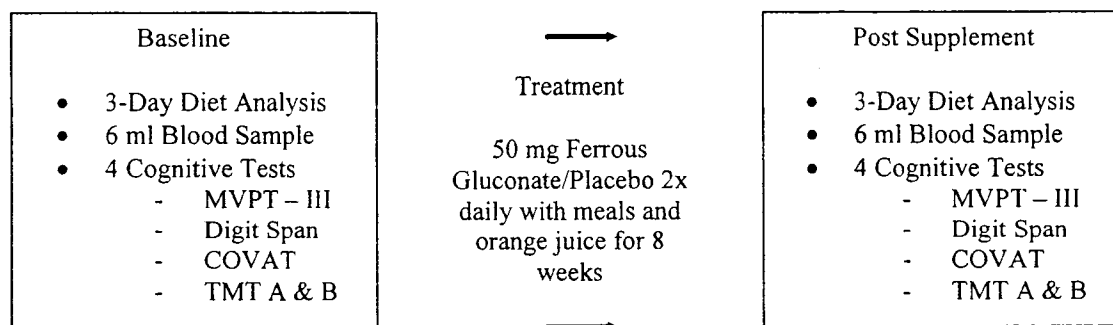 Baseline
• 3-Day Diet Analysis
• 6 ml Blood Sample
• 4 Cognitive Tests
- MVPT – III
- Digit Span
- COVAT
- TMT A & B
Treatment
50 mg Ferrous
Gluconate/Placebo 2x
daily with meals and
orange juice for 8
weeks
Post Supplement
• 3-Day Diet Analysis
• 6 ml Blood Sample
• 4 Cognitive Tests
- MVPT – III
- Digit Span
- COVAT
- TMT A & B